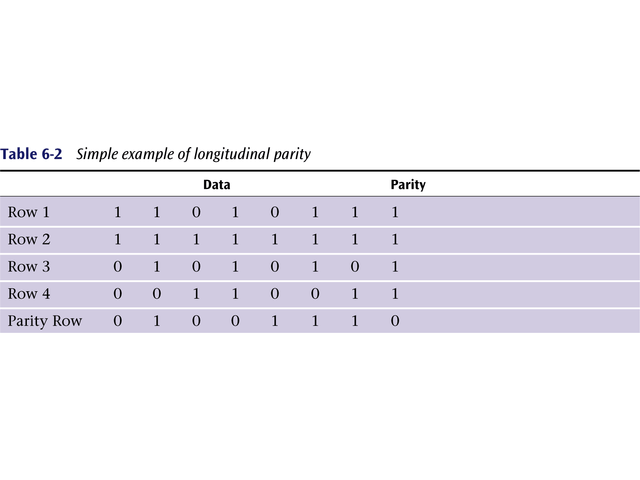 Table 6-2 Simple example of longitudinal parity
Data Parity
Row 1 1 1 0 1 0 1 1 1
Row 2 1 1 1 1 1 1 1 1
Row 3 0 1 0 1 0 1 0 1
Row 4 0 0 1 1 0 0 1 1
Parity Row 0 1 0 0 1 1 1 0